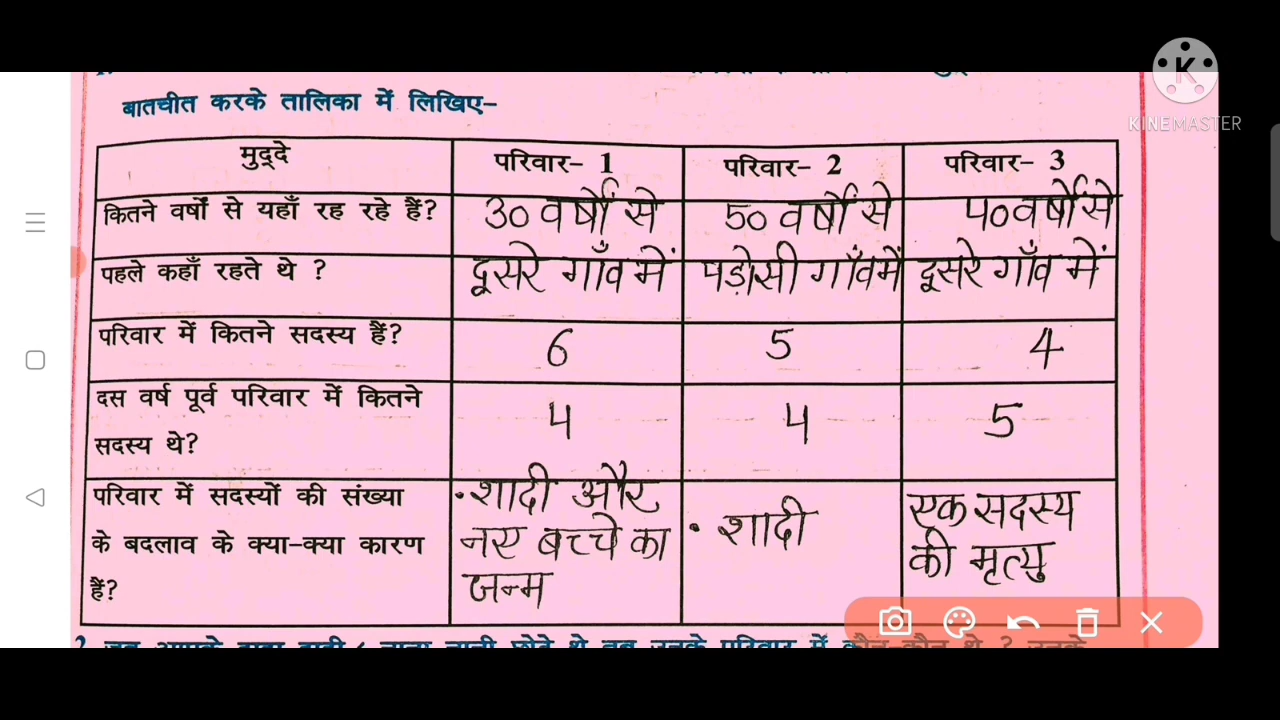 KINEMASTER
बातचीत करके तालिका में लिखिए–
मुद्दे परिवार– 1 परिवार– 2 परिवार– 3
कितने वर्षों से यहाँ रह रहे हैं? 30 वर्षों से 50 वर्षों से 40 वर्षों से
पहले कहाँ रहते थे ? दूसरे गाँव में पड़ोसी गाँव में दूसरे गाँव में
परिवार में कितने सदस्य हैं? 6 5 4
दस वर्ष पूर्व परिवार में कितने
सदस्य थे? 4 4 5
परिवार में सदस्यों की संख्या
के बदलाव के क्या–क्या कारण
हैं?
• शादी और
नए बच्चे का
जन्म
• शादी
एक सदस्य
की मृत्यु